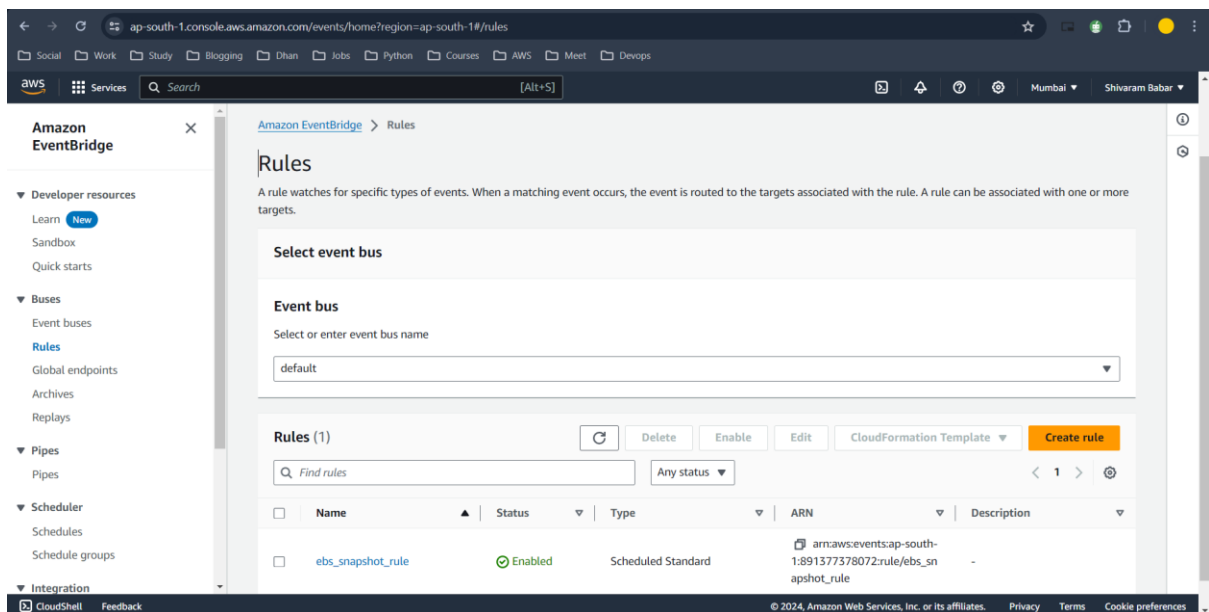 ap-south-1.console.aws.amazon.com/events/home?region=ap-south-1#/rules
Social Work Study Blogging Dhan Jobs Python Courses AWS Meet Devops
aws Services Search [Alt+S] Mumbai Shivaram Babar
Amazon
EventBridge
Developer resources
Learn New
Sandbox
Quick starts
Buses
Event buses
Rules
Global endpoints
Archives
Replays
Pipes
Pipes
Scheduler
Schedules
Schedule groups
Integration
Amazon EventBridge > Rules
Rules
A rule watches for specific types of events. When a matching event occurs, the event is routed to the targets associated with the rule. A rule can be associated with one or more
targets.
Select event bus
Event bus
Select or enter event bus name
default
Rules (1) Delete Enable Edit CloudFormation Template Create rule
Find rules Any status 1
Name Status Type ARN Description
ebs_snapshot_rule Enabled Scheduled Standard arn:aws:events:ap-south-
1:891377378072:rule/ebs_sn
apshot_rule -
CloudShell Feedback © 2024, Amazon Web Services, Inc. or its affiliates. Privacy Terms Cookie preferences